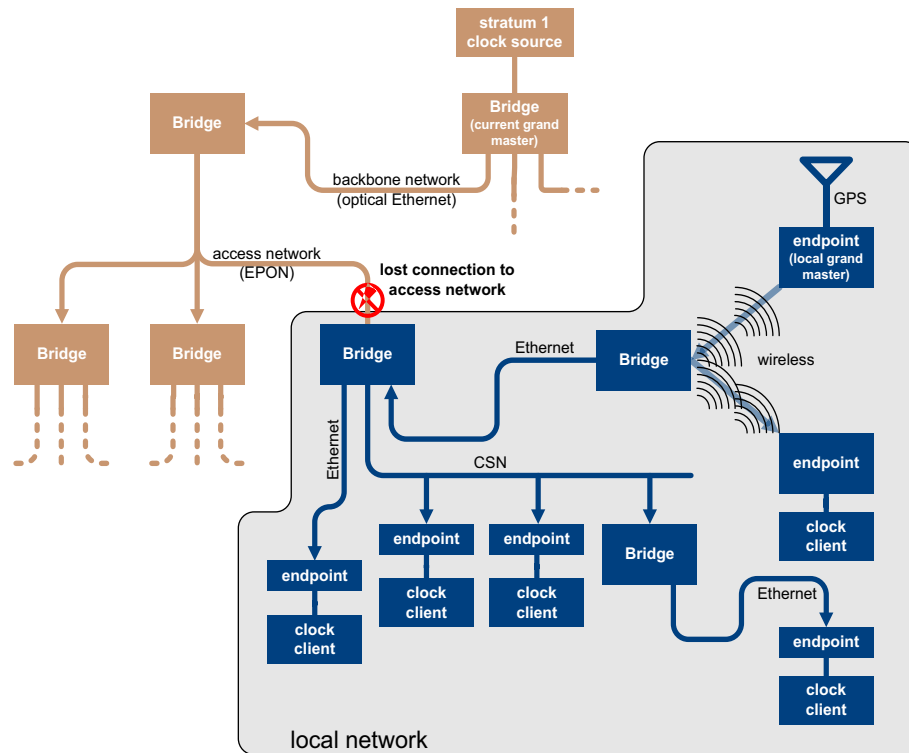 stratum 1
clock source
Bridge
(current grand
master)
Bridge
backbone network
(optical Ethernet)
GPS
endpoint
(local grand
master)
access network
(EPON)
lost connection to
access network
Bridge
Bridge
Bridge
Ethernet
Bridge
wireless
Ethernet
CSN
endpoint
clock
client
endpoint
clock
client
endpoint
clock
client
Bridge
endpoint
clock
client
Ethernet
endpoint
clock
client
local network